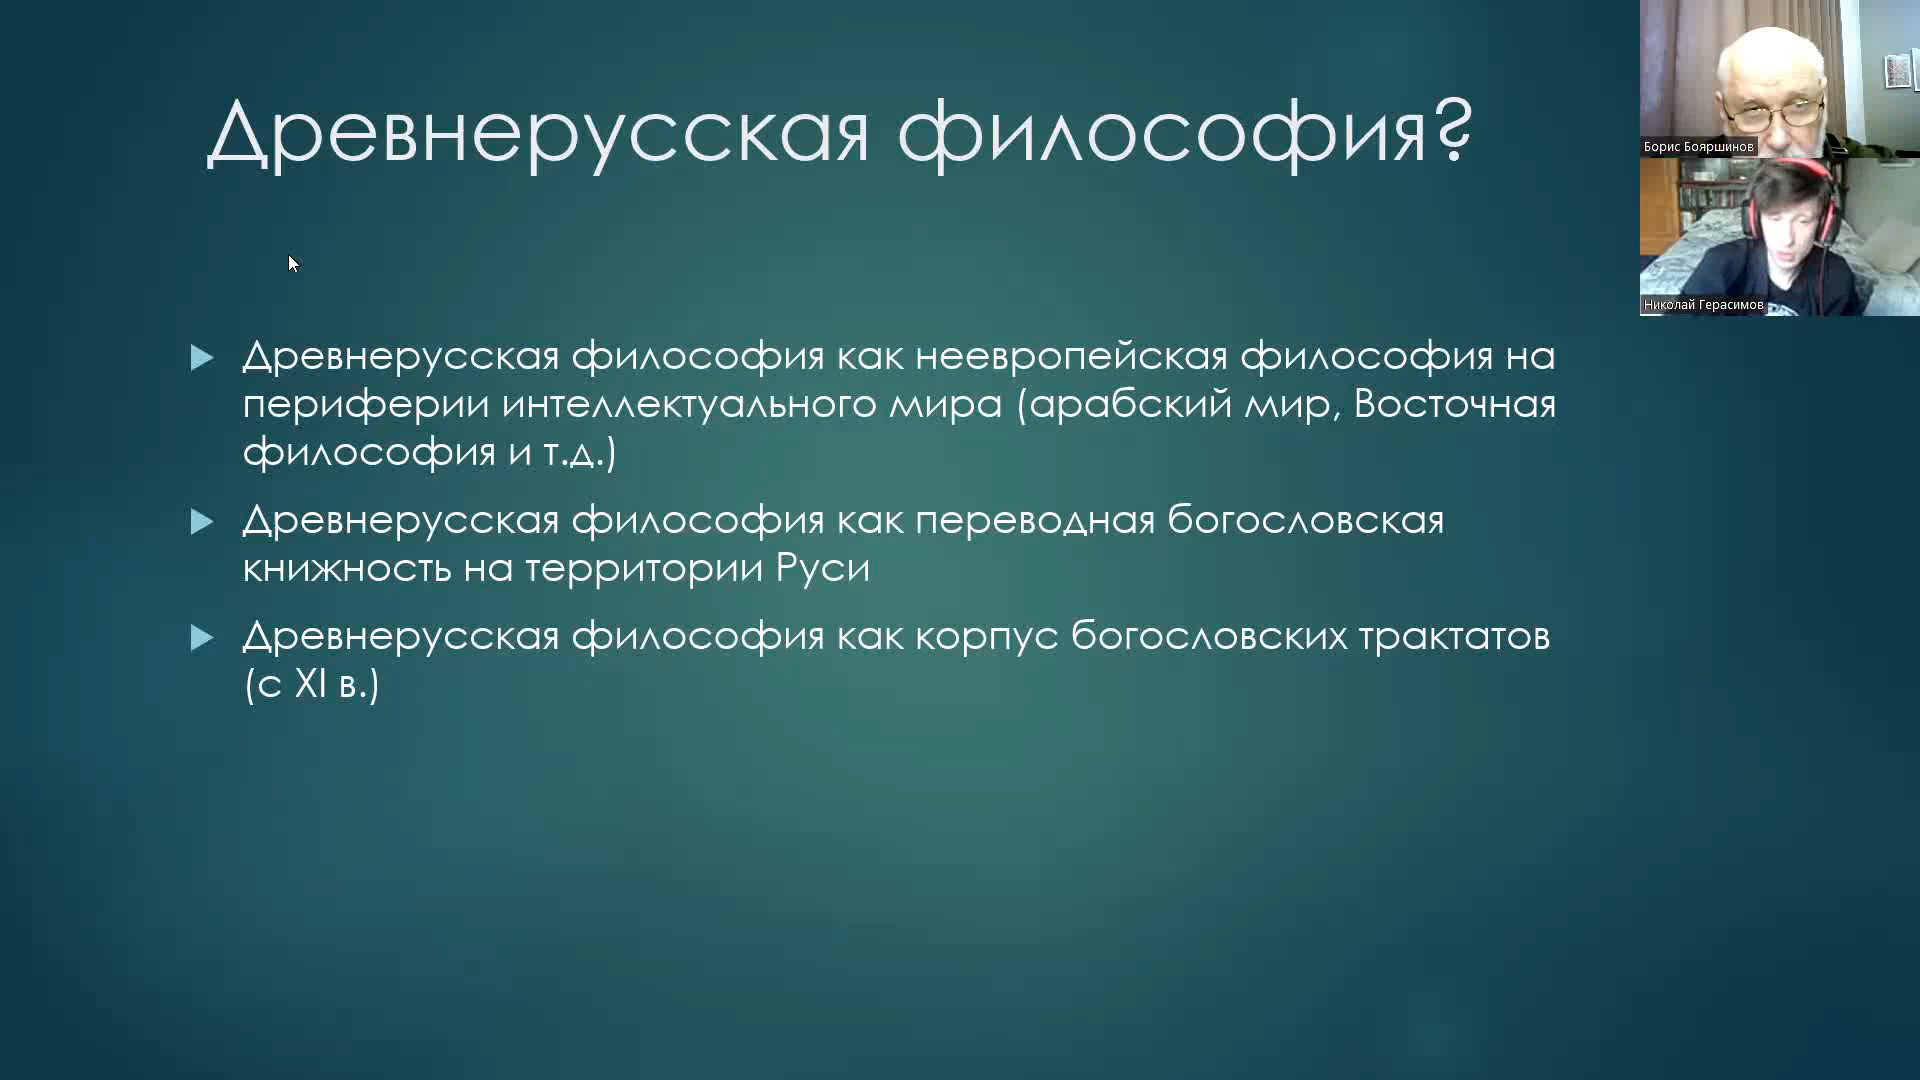 Древнерусская философия?
Древнерусская философия как неевропейская философия на
периферии интеллектуального мира (арабский мир, Восточная
философия и т.д.)
Древнерусская философия как переводная богословская
книжность на территории Руси
Древнерусская философия как корпус богословских трактатов
(с XI в.)
Борис Бояршинов
Николай Герасимов